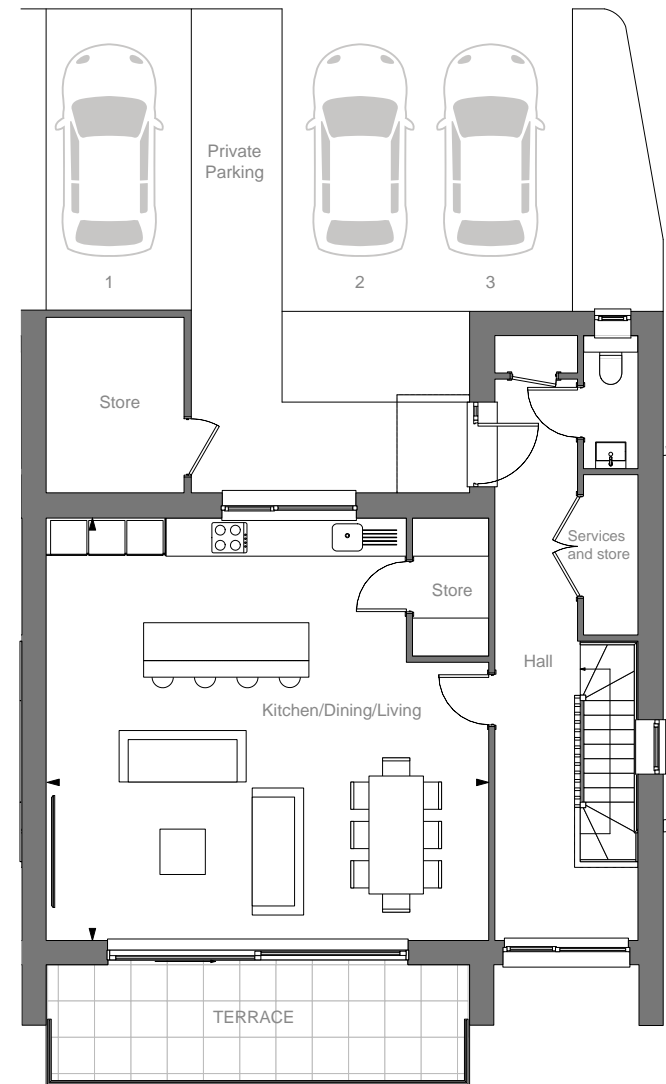 Private
Parking
1
2
3
Store
Services
and store
Store
Hall
Kitchen/Dining/Living
TERRACE